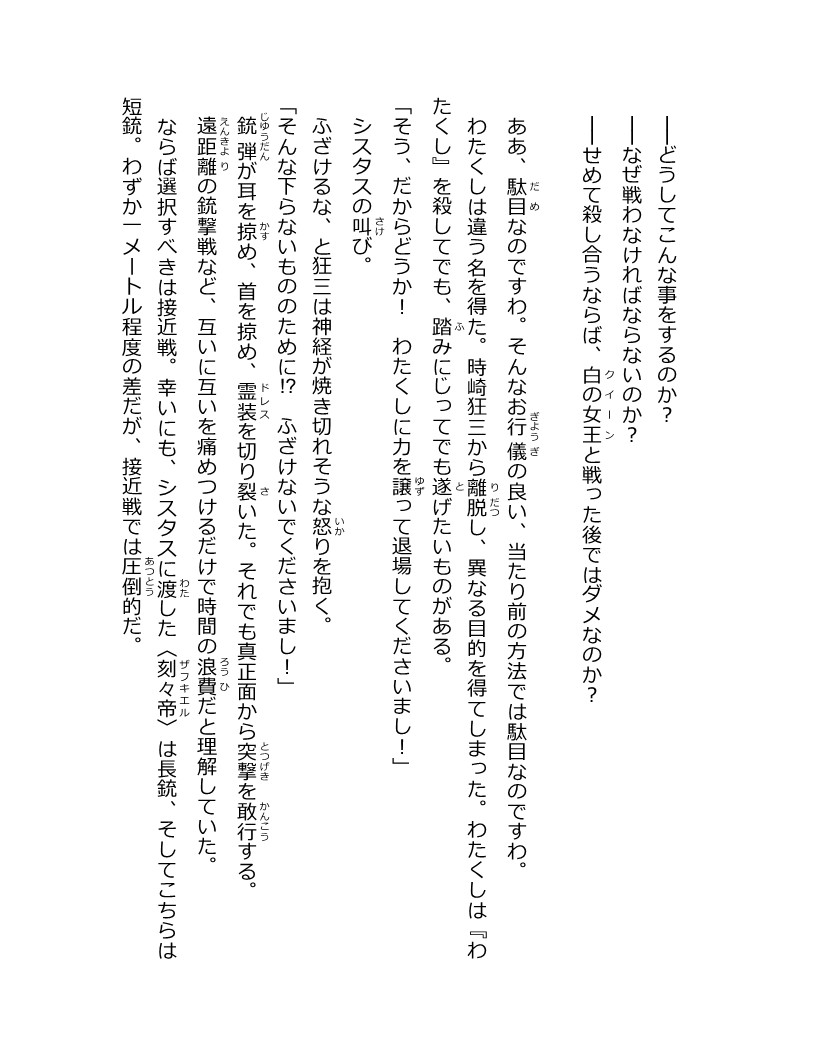 ──どうしてこんな事をするのか？
──なぜ戦わなければならないのか？
──せめて殺し合うならば、白の女王と戦った後ではダメなのか？
ああ、駄目なのですわ。そんなお行儀の良い、当たり前の方法では駄目なのですわ。
わたくしは違う名を得た。時崎狂三から離脱し、異なる目的を得てしまった。わたくしは『わ
たくし』を殺してでも、踏みにじってでも遂げたいものがある。
「そう、だからどうか！　わたくしに力を譲って退場してくださいまし！」
シスタスの叫び。
ふざけるな、と狂三は神経が焼き切れそうな怒りを抱く。
「そんな下らないもののために⁉　ふざけないでくださいまし！」
銃弾が耳を掠め、首を掠め、霊装を切り裂いた。それでも真正面から突撃を敢行する。
遠距離の銃撃戦など、互いに互いを痛めつけるだけで時間の浪費だと理解していた。
ならば選択すべきは接近戦。幸いにも、シスタスに渡した〈刻々帝〉は長銃、そしてこちらは
短銃。わずか一メートル程度の差だが、接近戦では圧倒的だ。